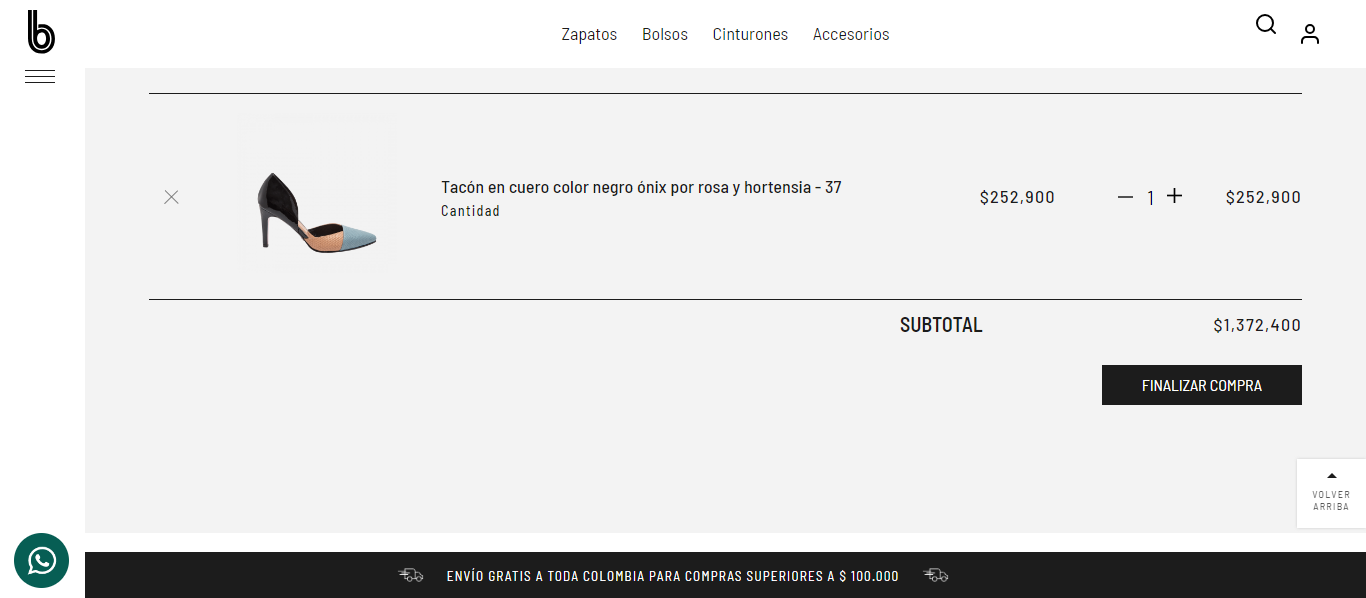 b
Zapatos Bolsos Cinturones Accesorios
Tacón en cuero color negro ónix por rosa y hortensia - 37
Cantidad
$252,900 1 $252,900
SUBTOTAL $1,372,400
FINALIZAR COMPRA
VOLVER
ARRIBA
ENVÍO GRATIS A TODA COLOMBIA PARA COMPRAS SUPERIORES A $ 100.000